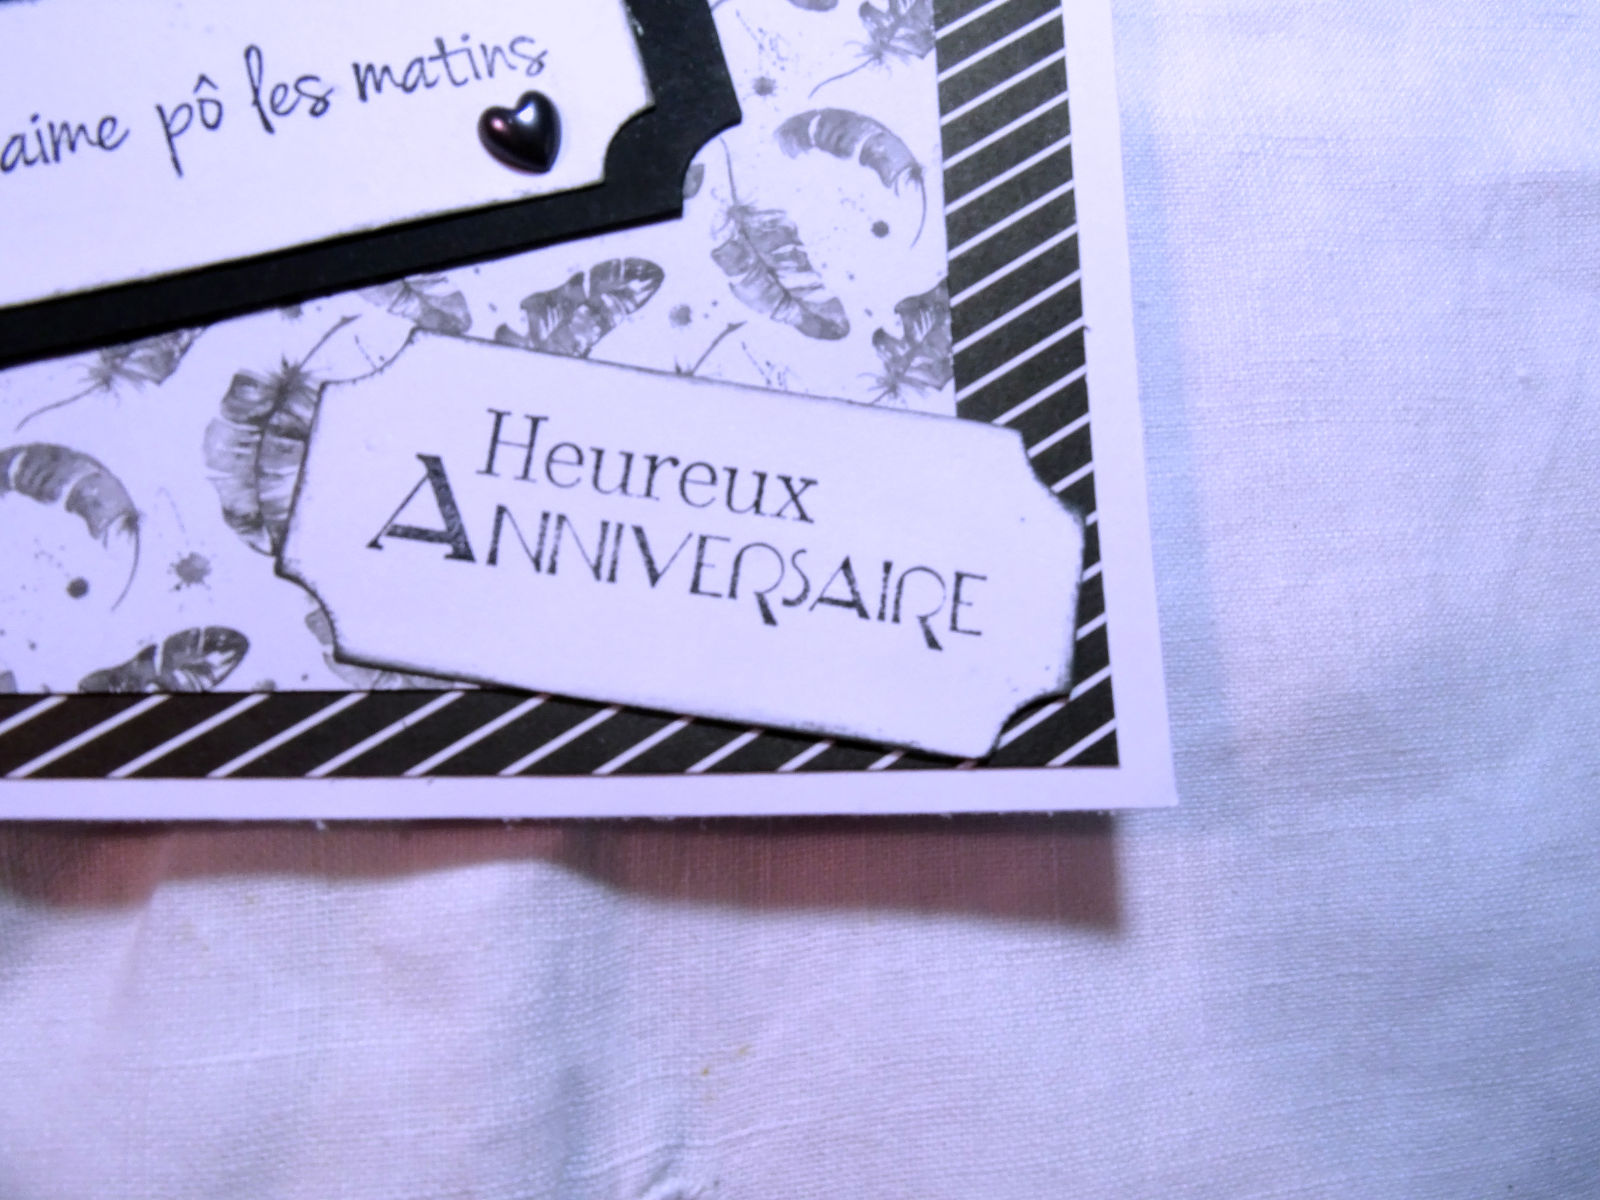 aime pô les matins
Heureux
ANNIVERSAIRE